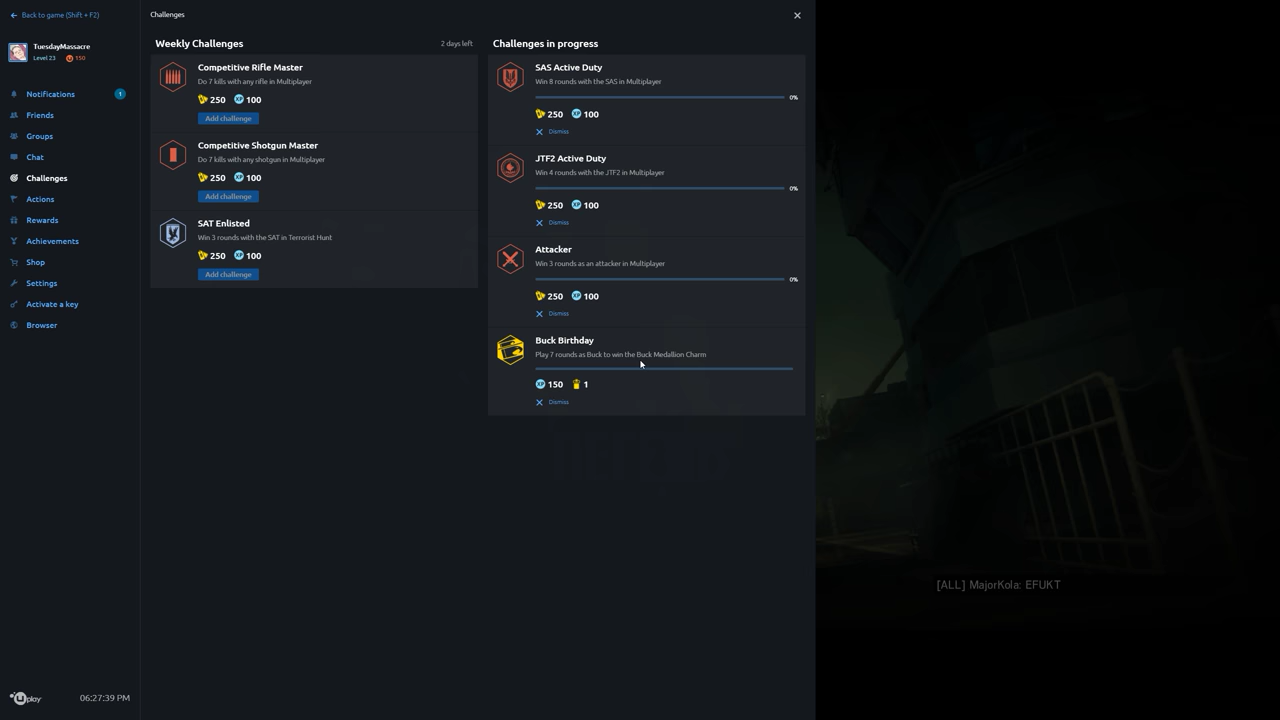 Back to game (Shift + F2)
Challenges
TuesdayMassacre
Level 23
150
Notifications
1
Friends
Groups
Chat
Challenges
Actions
Rewards
Achievements
Shop
Settings
Activate a key
Browser
uplay
06:27:39 PM
Weekly Challenges
2 days left
Competitive Rifle Master
Do 7 kills with any rifle in Multiplayer
250 XP 100
Add challenge
Competitive Shotgun Master
Do 7 kills with any shotgun in Multiplayer
250 XP 100
Add challenge
SAT Enlisted
Win 3 rounds with the SAT in Terrorist Hunt
250 XP 100
Add challenge
Challenges in progress
SAS Active Duty
Win 8 rounds with the SAS in Multiplayer
0%
250 XP 100
Dismiss
JTF2 Active Duty
Win 4 rounds with the JTF2 in Multiplayer
0%
250 XP 100
Dismiss
Attacker
Win 3 rounds as an attacker in Multiplayer
0%
250 XP 100
Dismiss
Buck Birthday
Play 7 rounds as Buck to win the Buck Medallion Charm
XP 150 1
Dismiss
[ALL] MajorKola: EFUKT